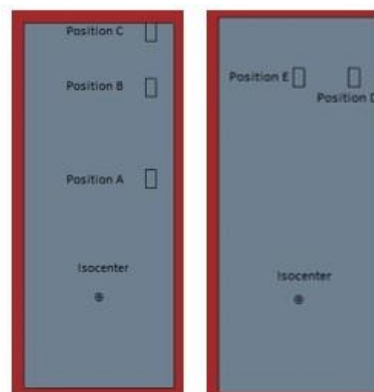 Position C
Position B
Position A
Isocenter
Position E
Position D
Isocenter